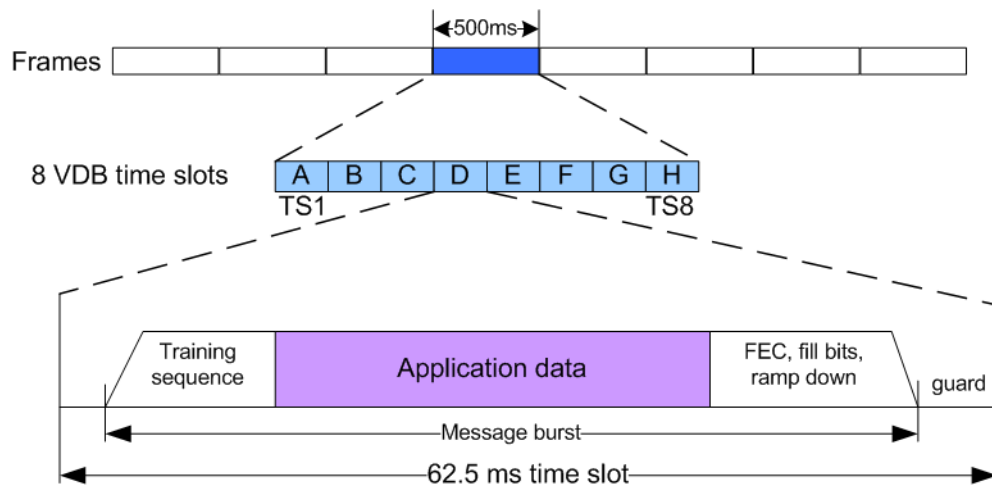 500ms
Frames
8 VDB time slots
A B C D E F G H
TS1 TS8
Training
sequence
Application data
FEC, fill bits,
ramp down
guard
Message burst
62.5 ms time slot